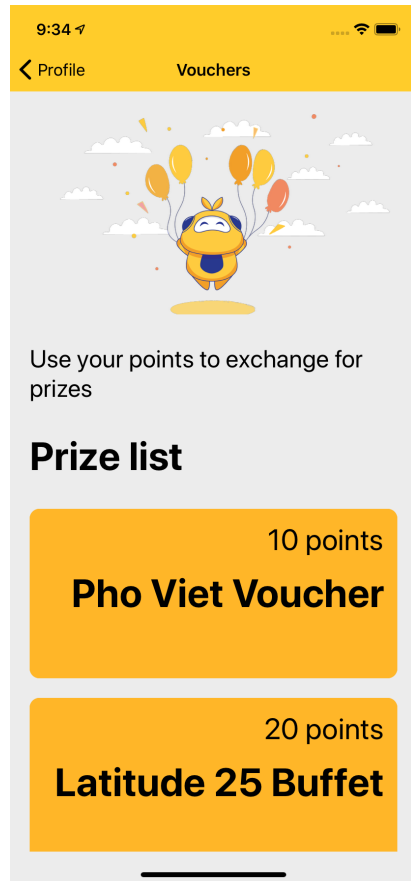 9:34
Profile
Vouchers
Use your points to exchange for
prizes
Prize list
10 points
Pho Viet Voucher
20 points
Latitude 25 Buffet